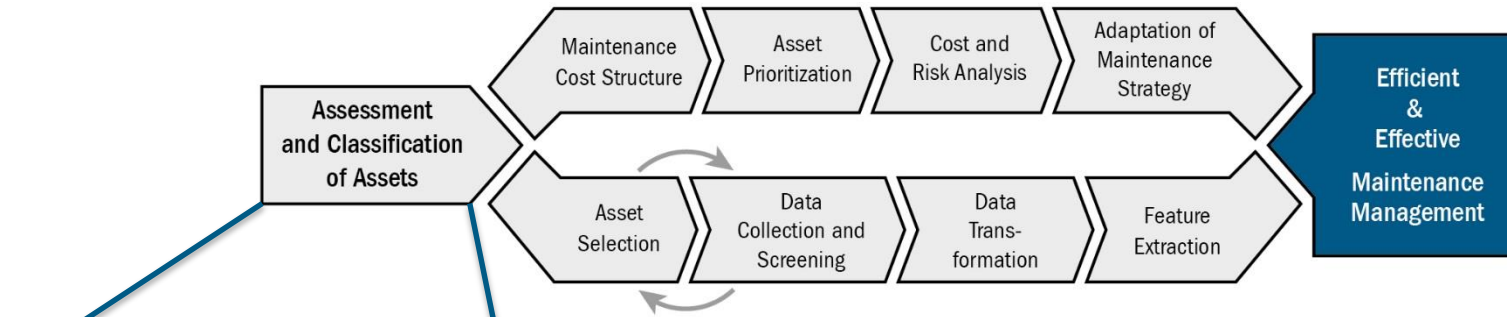 Assessment
and Classification
of Assets
Maintenance
Cost Structure
Asset
Prioritization
Cost and
Risk Analysis
Adaptation of
Maintenance
Strategy
Asset
Selection
Data
Collection and
Screening
Data
Trans-
formation
Feature
Extraction
Efficient
&
Effective
Maintenance
Management